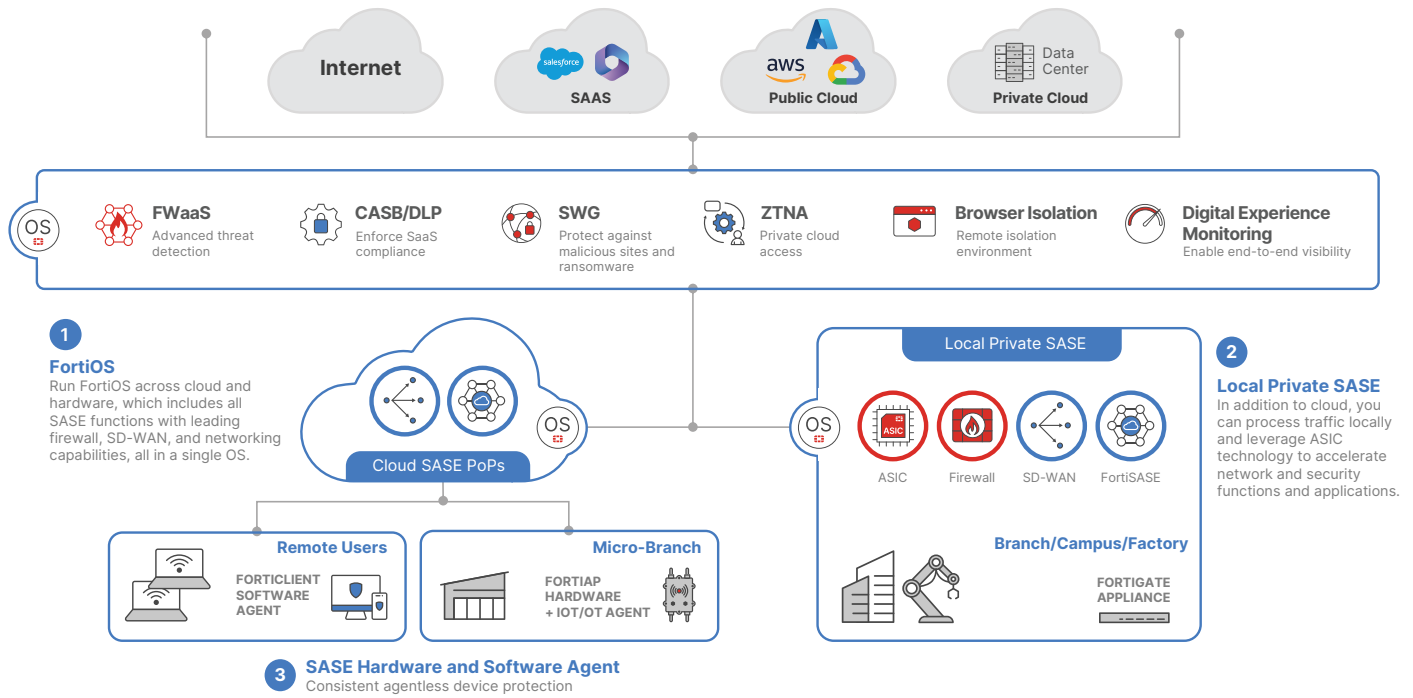 Internet
salesforce
SAAS
aws
Public Cloud
Data
Center
Private Cloud
OS
FWaaS
Advanced threat
detection
CASB/DLP
Enforce SaaS
compliance
SWG
Protect against
malicious sites and
ransomware
ZTNA
Private cloud
access
Browser Isolation
Remote isolation
environment
Digital Experience
Monitoring
Enable end-to-end visibility
1
FortiOS
Run FortiOS across cloud and
hardware, which includes all
SASE functions with leading
firewall, SD-WAN, and networking
capabilities, all in a single OS.
OS
Cloud SASE PoPs
Local Private SASE
OS
ASIC
ASIC
Firewall
SD-WAN
FortiSASE
2
Local Private SASE
In addition to cloud, you
can process traffic locally
and leverage ASIC
technology to accelerate
network and security
functions and applications.
Remote Users
FORTICLIENT
SOFTWARE
AGENT
Micro-Branch
FORTIAP
HARDWARE
+ IOT/OT AGENT
Branch/Campus/Factory
FORTIGATE
APPLIANCE
3
SASE Hardware and Software Agent
Consistent agentless device protection